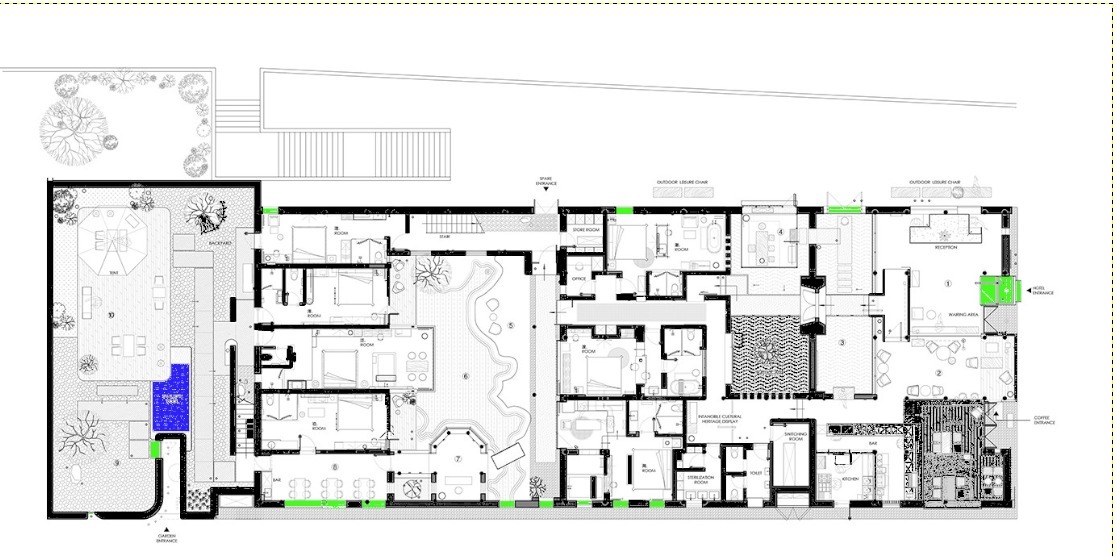 SPARE
ENTRANCE
OUTDOOR LEISURE CHAIR
OUTDOOR LEISURE CHAIR
BACKYARD
ROOM
STAIR
STORE ROOM
ROOM
4
RECEPTION
TENT
OFFICE
1
HOTEL
ENTRANCE
10
ROOM
5
WAITING AREA
ROOM
ROOM
3
2
6
INTANGIBLE CULTURAL
HERITAGE DISPLAY
COFFEE
ENTRANCE
ROOM
SWITCHING
ROOM
BAR
9
8
7
ROOM
TOILET
BAR
STERILIZATION
ROOM
KITCHEN
GARDEN
ENTRANCE